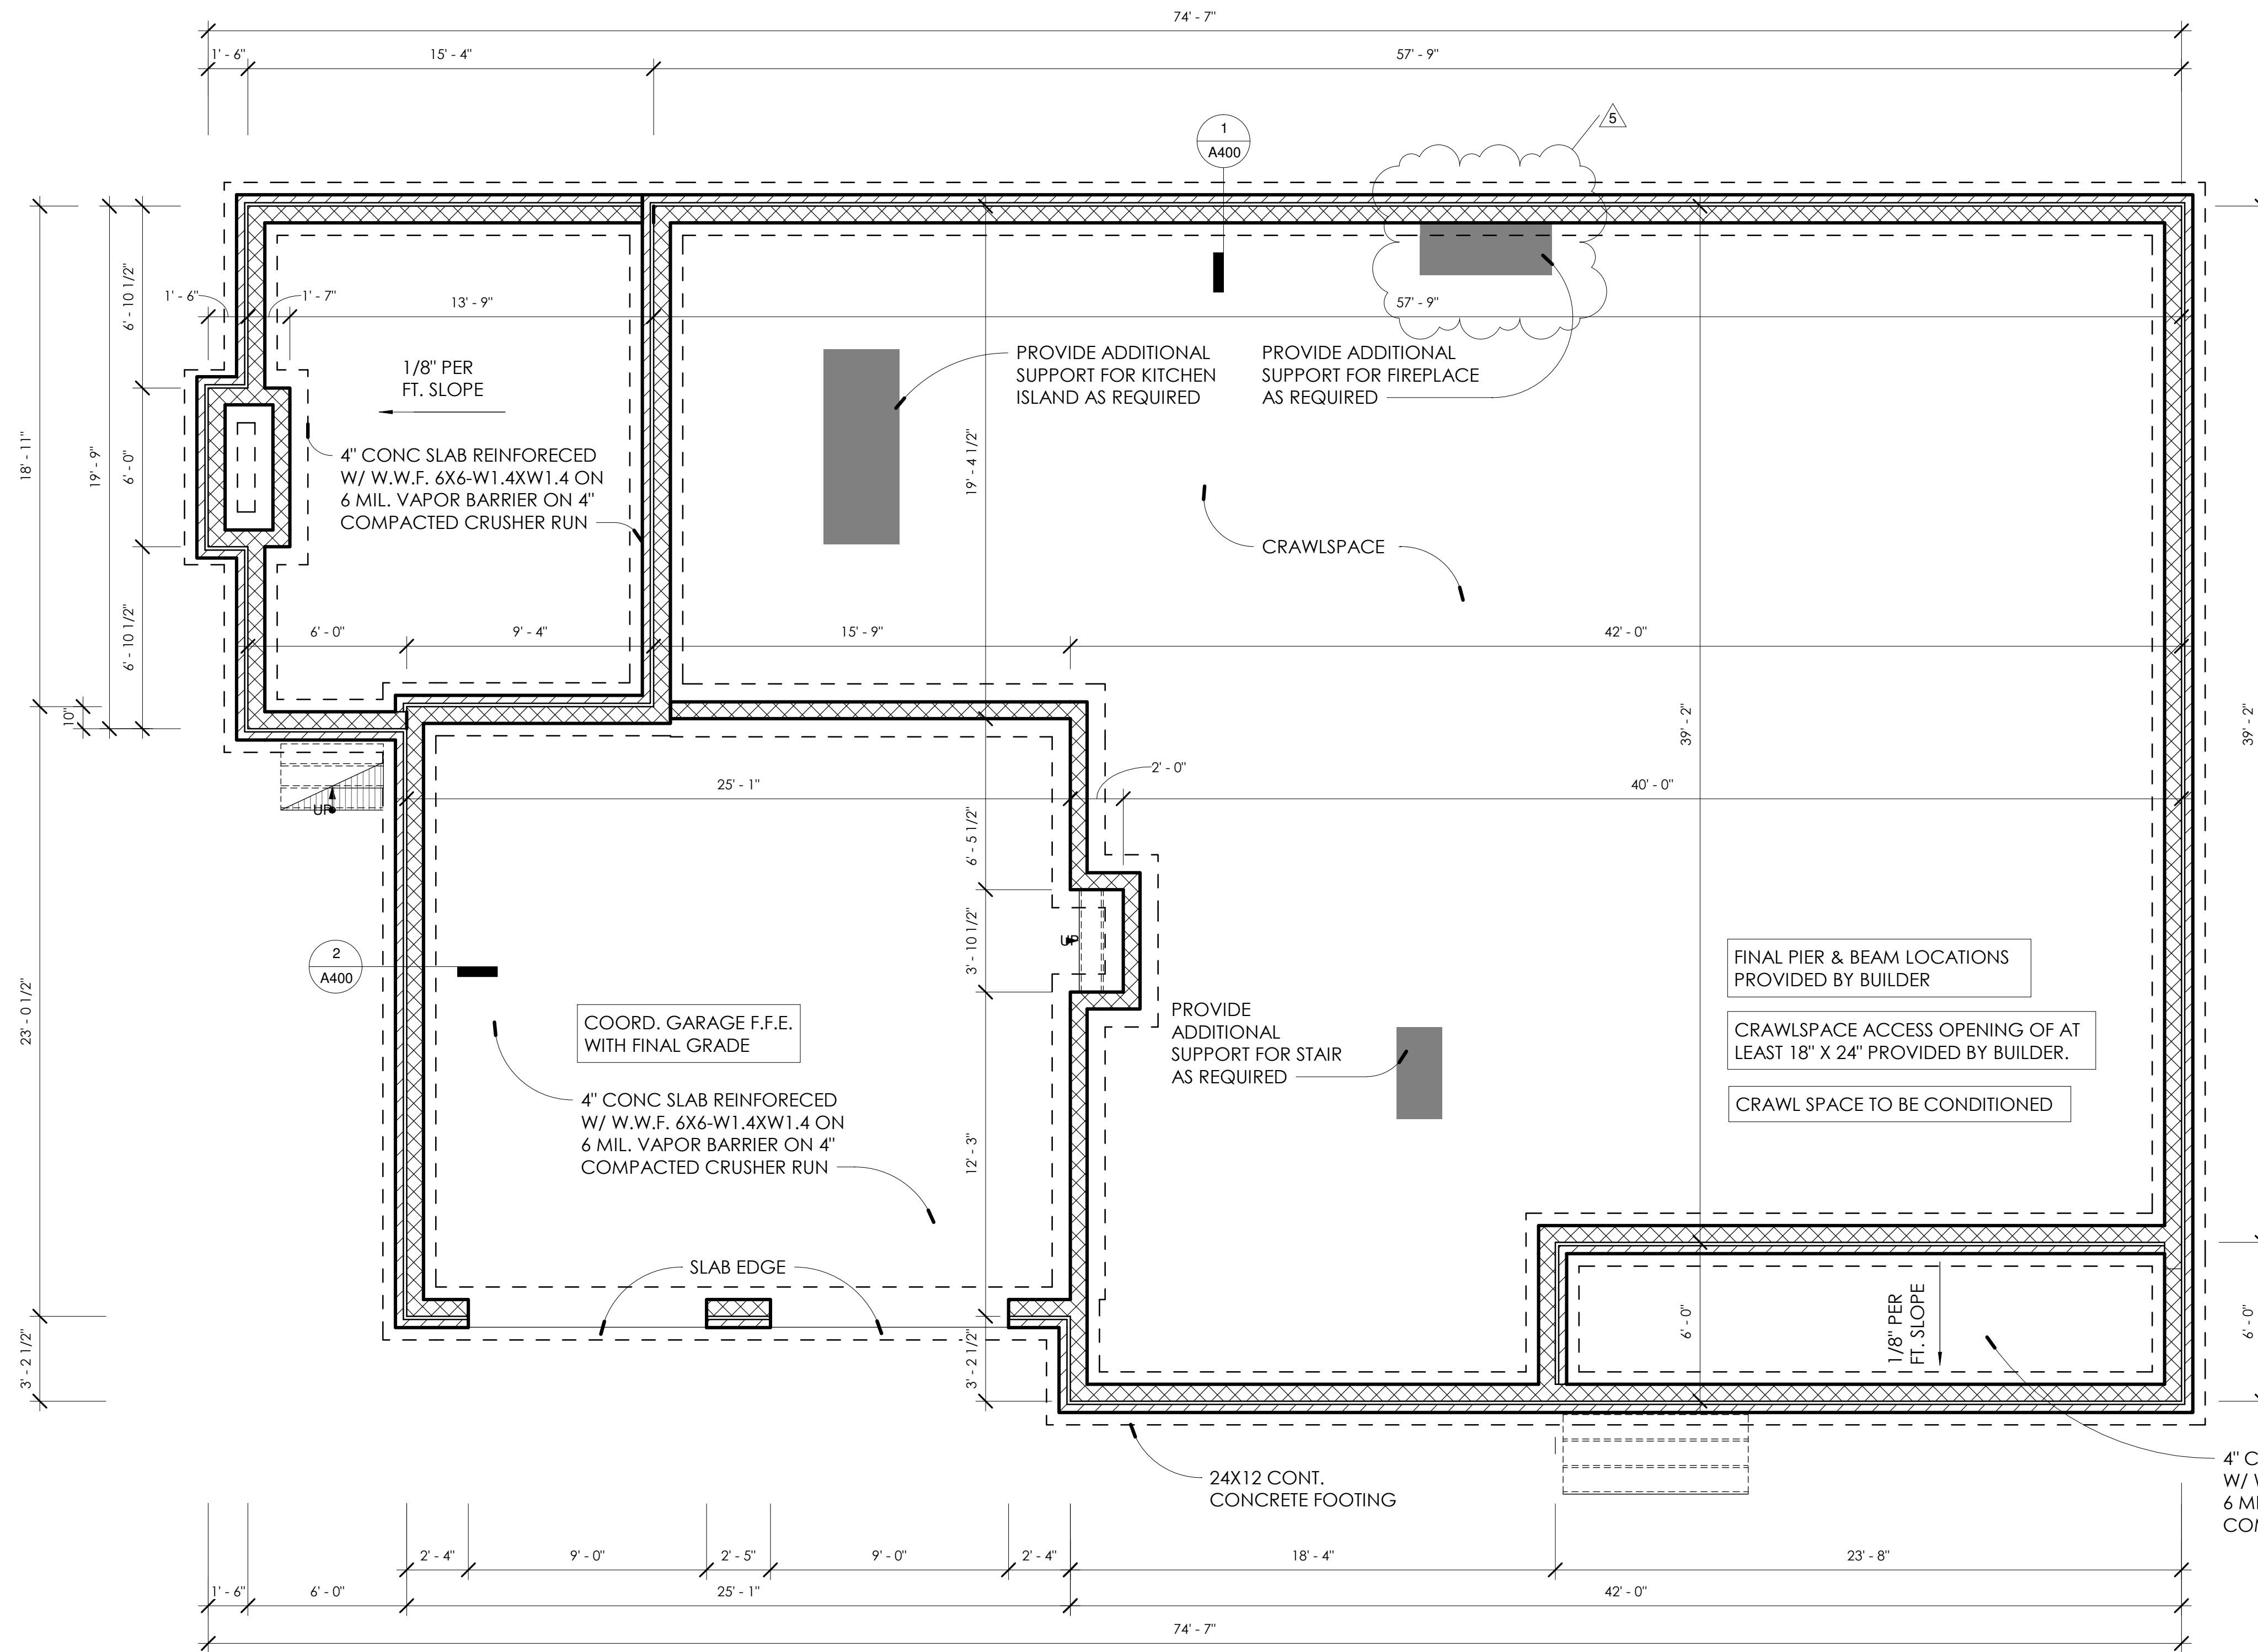 74' - 7"
1' - 6"
15' - 4"
57' - 9"
5
1
A400
18' - 11"
19' - 9"
6' - 10 1/2"
6' - 0"
6' - 10 1/2"
10"
1' - 6"
1' - 7"
13' - 9"
57' - 9"
1/8" PER
FT. SLOPE
4" CONC SLAB REINFORECED
W/ W.W.F. 6X6-W1.4XW1.4 ON
6 MIL. VAPOR BARRIER ON 4"
COMPACTED CRUSHER RUN
PROVIDE ADDITIONAL
SUPPORT FOR KITCHEN
ISLAND AS REQUIRED
PROVIDE ADDITIONAL
SUPPORT FOR FIREPLACE
AS REQUIRED
19' - 4 1/2"
CRAWLSPACE
6' - 0"
9' - 4"
15' - 9"
42' - 0"
39' - 2"
39' - 2"
UP
25' - 1"
2' - 0"
40' - 0"
6' - 5 1/2"
3' - 10 1/2"
UP
2
A400
23' - 0 1/2"
COORD. GARAGE F.F.E.
WITH FINAL GRADE
4" CONC SLAB REINFORECED
W/ W.W.F. 6X6-W1.4XW1.4 ON
6 MIL. VAPOR BARRIER ON 4"
COMPACTED CRUSHER RUN
12' - 3"
PROVIDE
ADDITIONAL
SUPPORT FOR STAIR
AS REQUIRED
FINAL PIER & BEAM LOCATIONS
PROVIDED BY BUILDER
CRAWLSPACE ACCESS OPENING OF AT
LEAST 18" X 24" PROVIDED BY BUILDER.
CRAWL SPACE TO BE CONDITIONED
SLAB EDGE
3' - 2 1/2"
3' - 2 1/2"
6' - 0"
1/8" PER
FT. SLOPE
6' - 0"
24X12 CONT.
CONCRETE FOOTING
4" C
W/ W
6 MI
COM
2' - 4"
9' - 0"
2' - 5"
9' - 0"
2' - 4"
18' - 4"
23' - 8"
1' - 6"
6' - 0"
25' - 1"
42' - 0"
74' - 7"